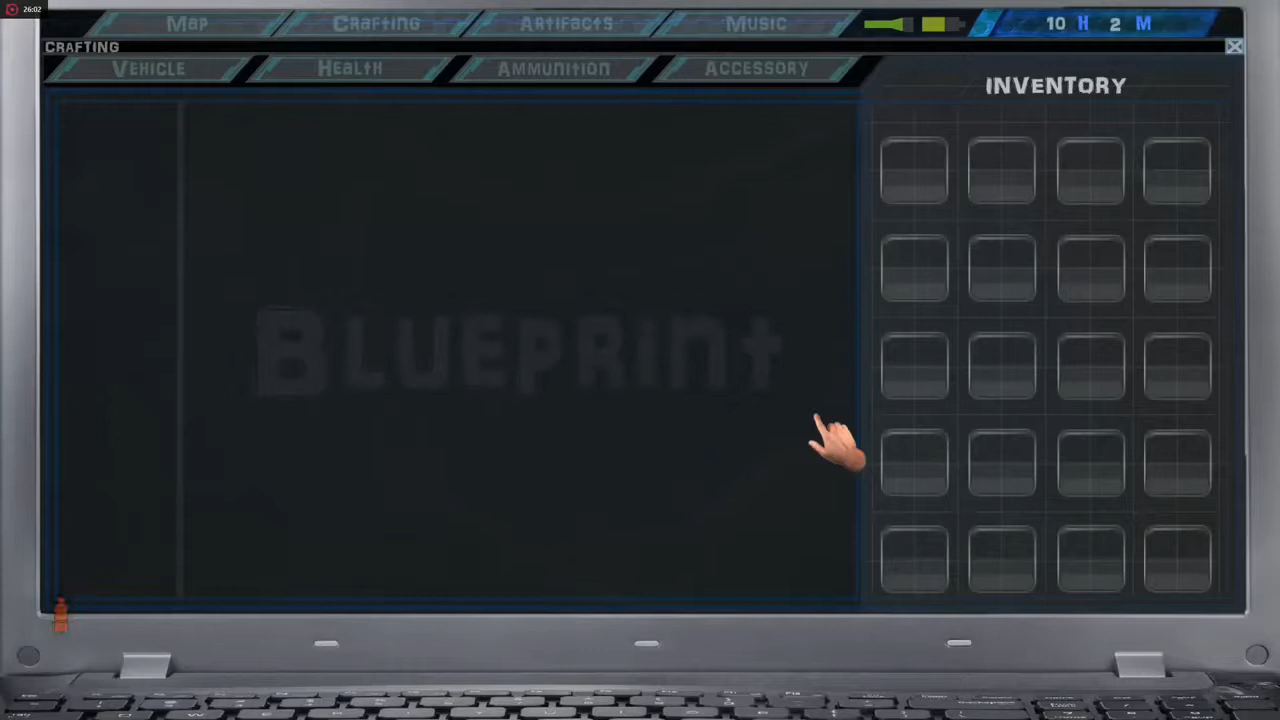 26:02
Map Crafting Artifacts Music 10 H 2 M
CRAFTING
Vehicle Health Ammunition Accessory
INVENTORY
Blueprint